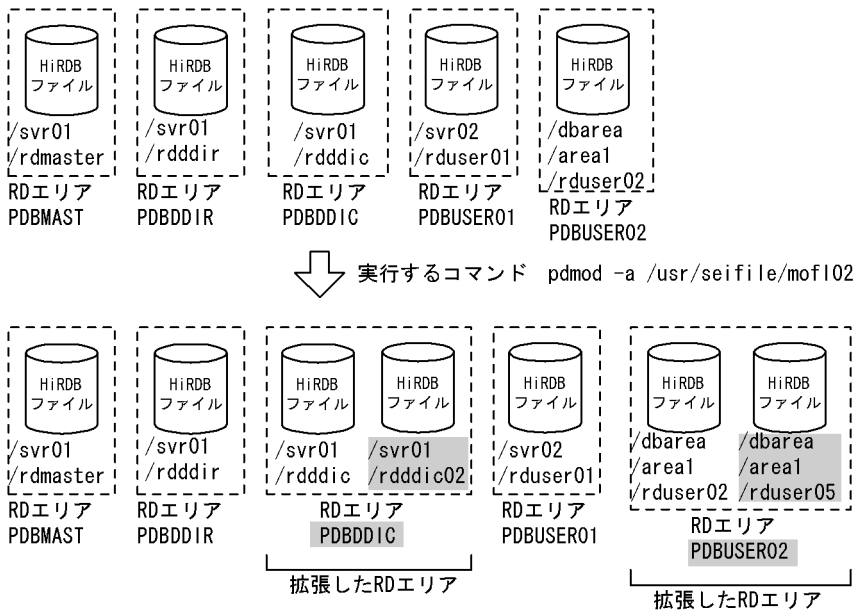 HiRDB
ファイル
/svr01
/rdmaster
RDエリア
PDBMAST
HiRDB
ファイル
/svr01
/rdddir
RDエリア
PDBDDIR
HiRDB
ファイル
/svr01
/rdddic
RDエリア
PDBDDIC
HiRDB
ファイル
/svr02
/rduser01
RDエリア
PDBUSER01
HiRDB
ファイル
/dbarea
/area1
/rduser02
RDエリア
PDBUSER02
実行するコマンド pdmod -a /usr/seifile/mofl02
HiRDB
ファイル
/svr01
/rdmaster
RDエリア
PDBMAST
HiRDB
ファイル
/svr01
/rdddir
RDエリア
PDBDDIR
HiRDB
ファイル
/svr01
/rdddic
HiRDB
ファイル
/svr01
/rdddic02
RDエリア
PDBDDIC
拡張したRDエリア
HiRDB
ファイル
/svr02
/rduser01
RDエリア
PDBUSER01
HiRDB
ファイル
/dbarea
/area1
/rduser02
HiRDB
ファイル
/dbarea
/area1
/rduser05
RDエリア
PDBUSER02
拡張したRDエリア